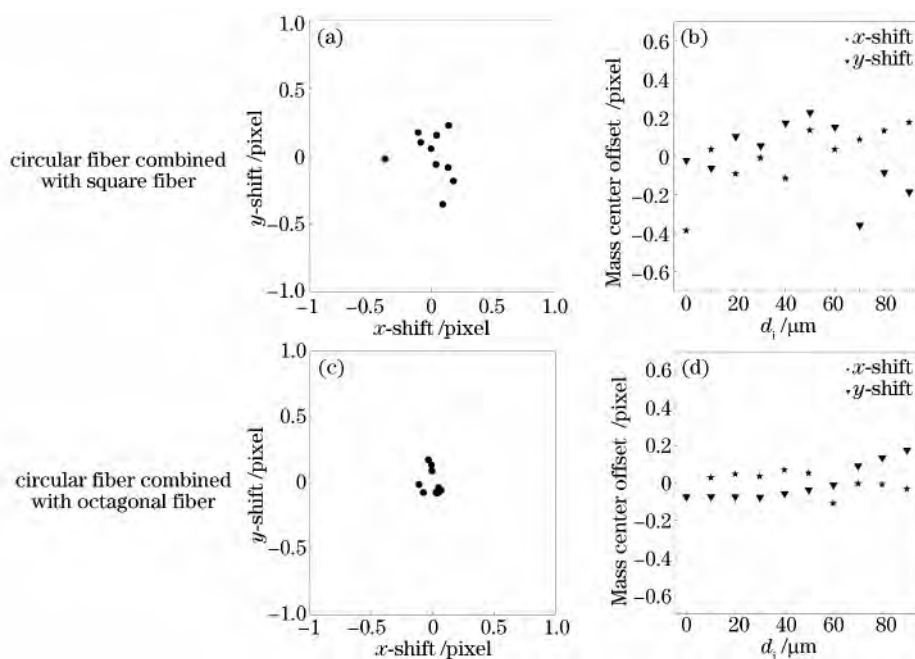 circular fiber combined
with square fiber
(a)
1.0
0.5
0
−0.5
−1.0
y-shift /pixel
−1 −0.5 0 0.5 1.0
x-shift /pixel
(b)
x-shift
y-shift
0.6
0.4
0.2
0
−0.2
−0.4
−0.6
Mass center offset /pixel
0 20 40 60 80
d_i /μm
circular fiber combined
with octagonal fiber
(c)
1.0
0.5
0
−0.5
−1.0
y-shift /pixel
−1 −0.5 0 0.5 1.0
x-shift /pixel
(d)
x-shift
y-shift
0.6
0.4
0.2
0
−0.2
−0.4
−0.6
Mass center offset /pixel
0 20 40 60 80
d_i /μm